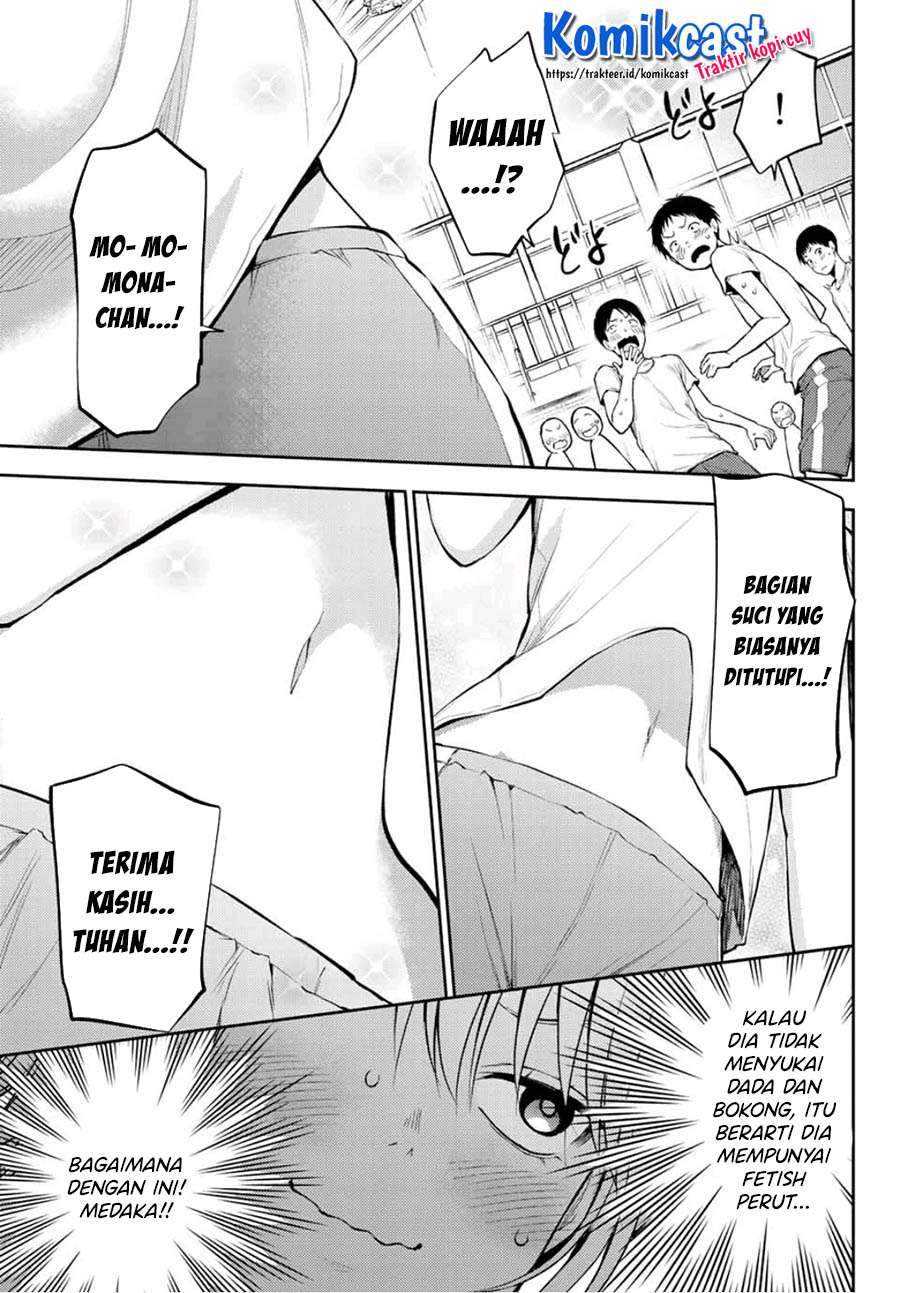 Komikcast
Traktir kopi cuy
https://trakteer.id/komikcast
!
どよ
WAAAH
....!?
どよ
MO- MO-
MONA-
CHAN....!
BAGIAN
SUCI YANG
BIASANYA
DITUTUPI....!
TERIMA
KASIH...
TUHAN....!!
KALAU
DIA TIDAK
MENYUKAI
DADA DAN
BOKONG, ITU
BERARTI DIA
MEMPUNYAI
FETISH
PERUT...
BAGAIMANA
DENGAN INI!
MEDAKA!!